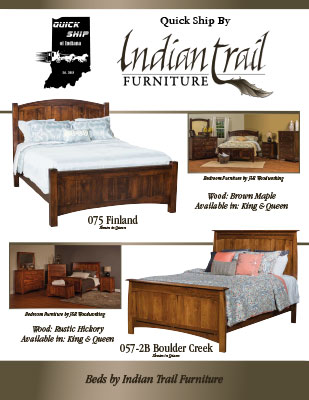 Quick Ship By
QUICK
SHIP
of Indiana
Est. 2013
Indian trail
FURNITURE
Bedroom Furniture by J&R Woodworking
Wood: Brown Maple
Available in: King & Queen
075 Finland
Shown in Queen
Bedroom Furniture by J&R Woodworking
Wood: Rustic Hickory
Available in: King & Queen
057-2B Boulder Creek
Shown in Queen
Beds by Indian Trail Furniture